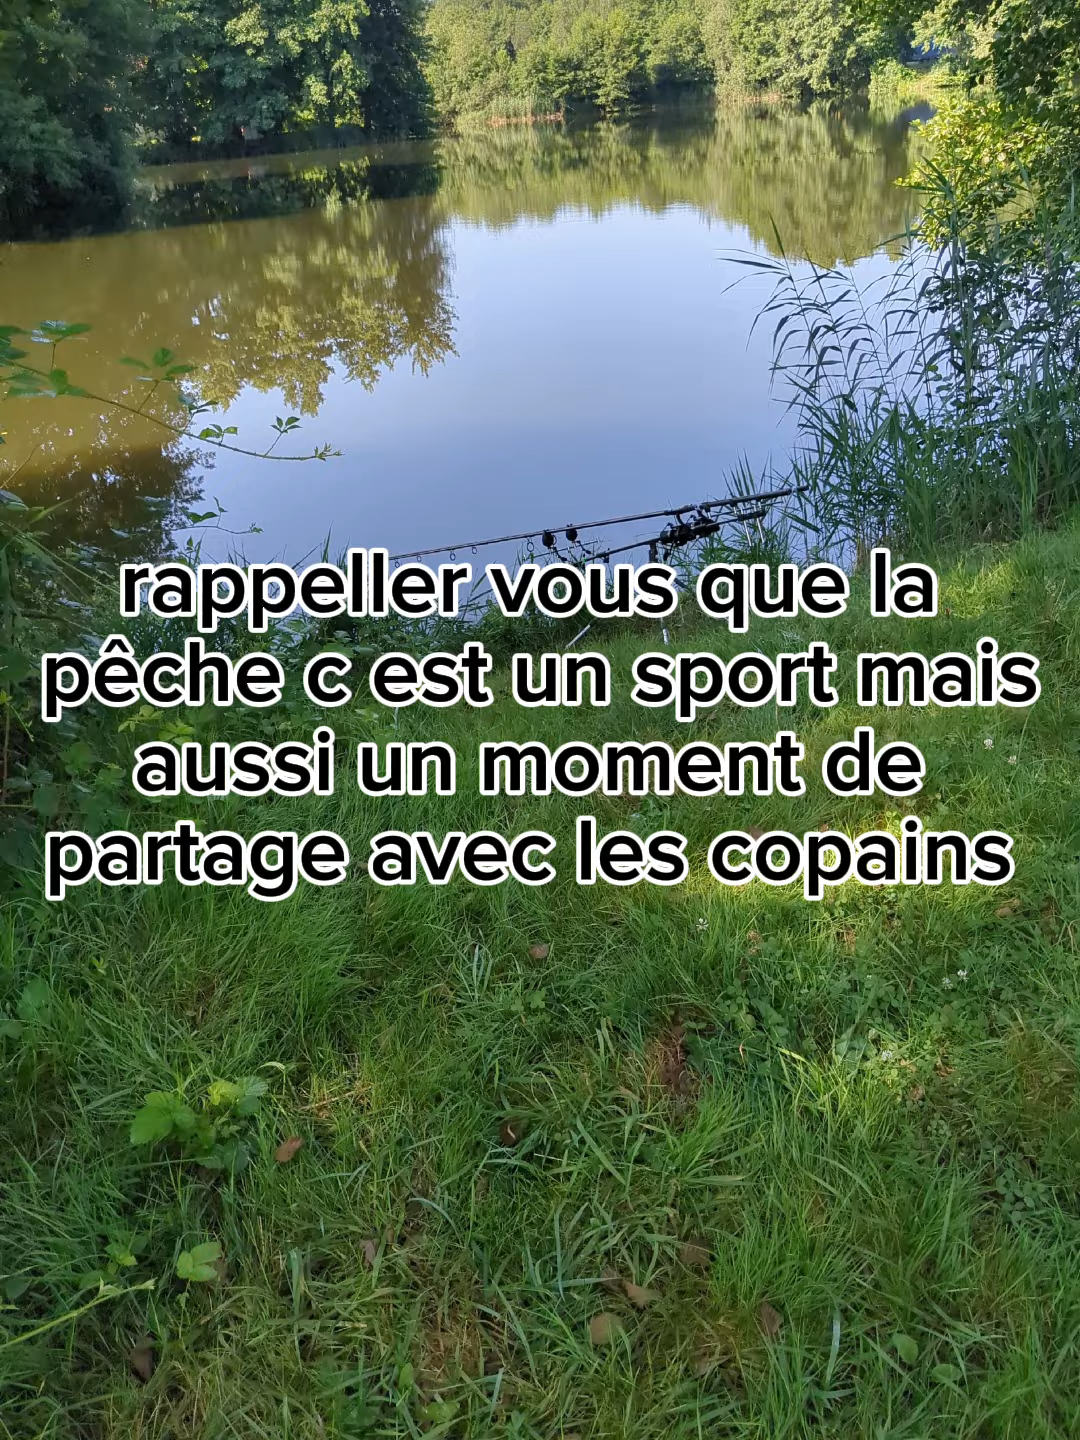 rappeller vous que la
pêche c est un sport mais
aussi un moment de
partage avec les copains